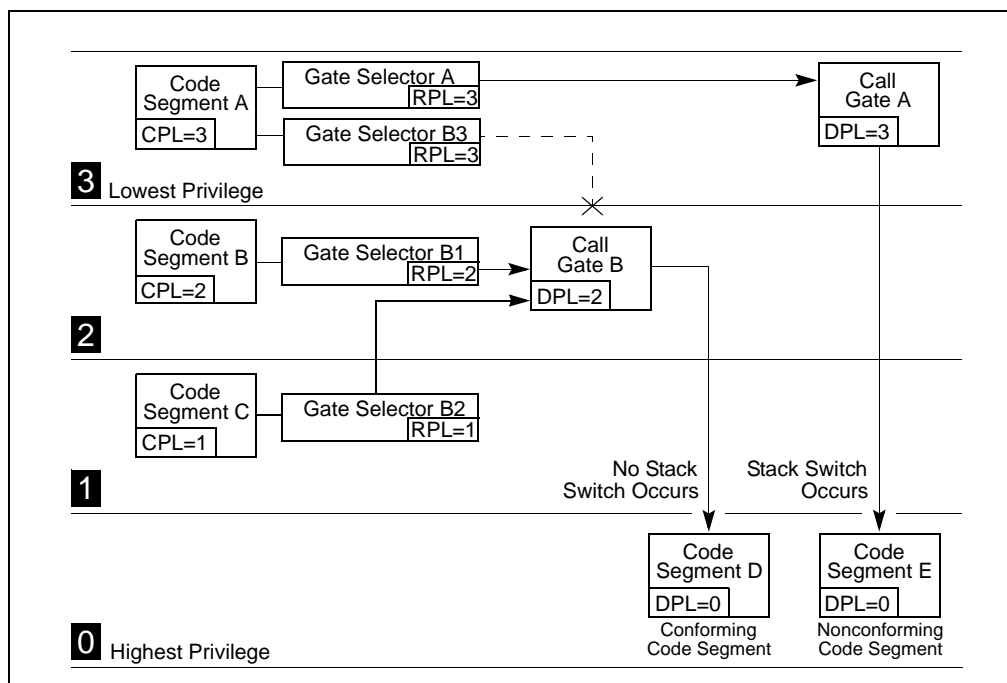 Code
Segment A
CPL=3
Gate Selector A
RPL=3
Gate Selector B3
RPL=3
Call
Gate A
DPL=3
3 Lowest Privilege
Code
Segment B
CPL=2
Gate Selector B1
RPL=2
Call
Gate B
DPL=2
2
Code
Segment C
CPL=1
Gate Selector B2
RPL=1
No Stack
Switch Occurs
Stack Switch
Occurs
1
Code
Segment D
DPL=0
Conforming
Code Segment
Code
Segment E
DPL=0
Nonconforming
Code Segment
0 Highest Privilege